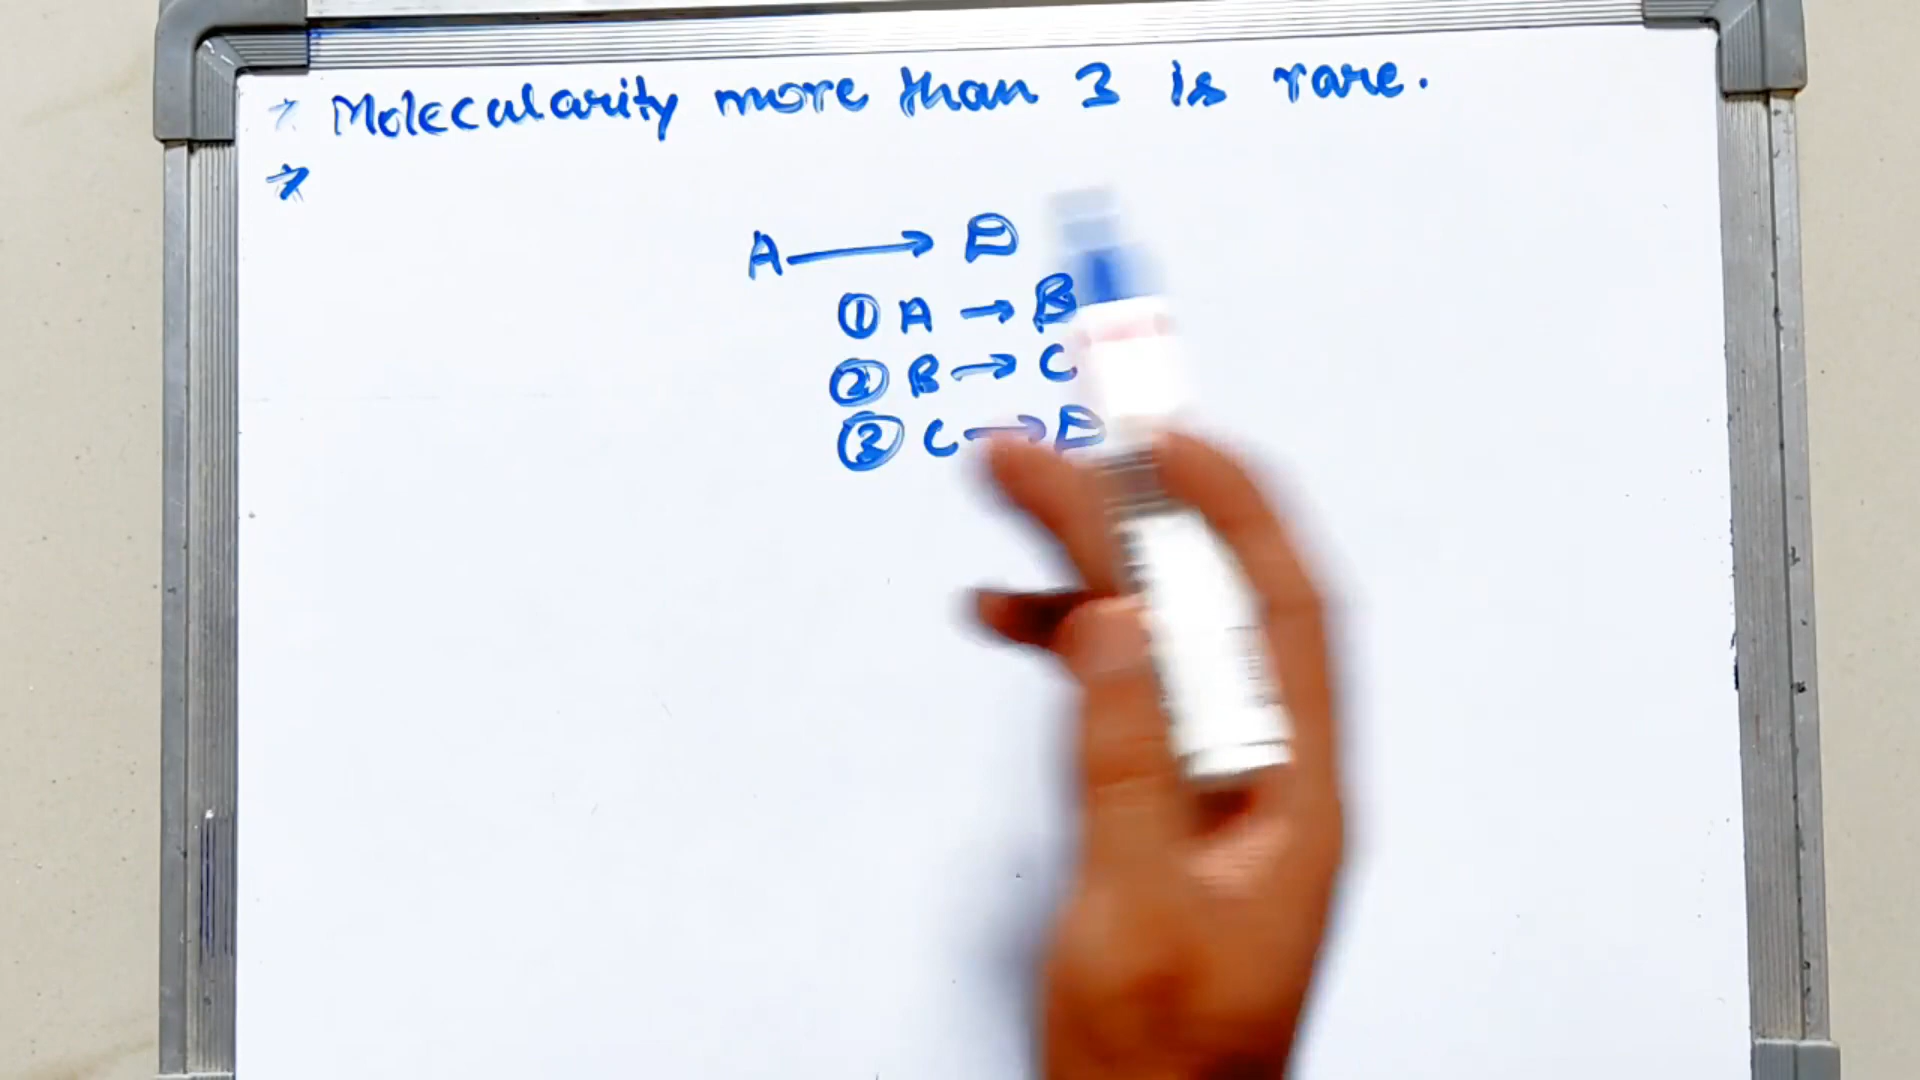 → Molecularity more than 3 is rare.
→
A → D
① A → B
② B → C
③ C → D